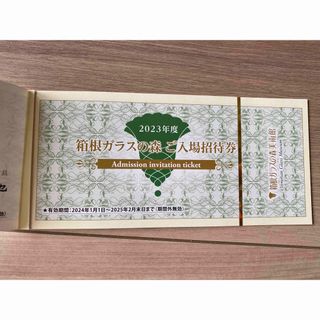 2023年度
箱根ガラスの森 ご入場招待券
Admission invitation ticket
★有効期間:2024年1月1日〜2025年2月末日まで(期間外無効)
箱根ガラスの森美術館